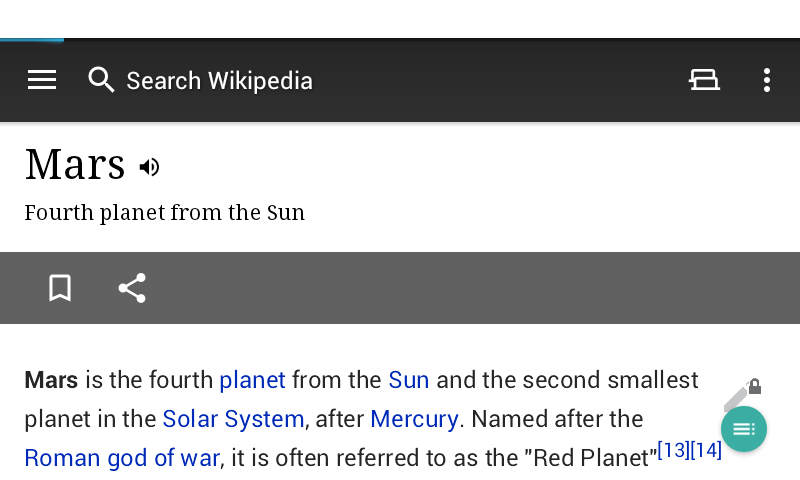 Search Wikipedia
Mars
Fourth planet from the Sun
Mars is the fourth planet from the Sun and the second smallest
planet in the Solar System, after Mercury. Named after the
Roman god of war, it is often referred to as the "Red Planet"[13][14]